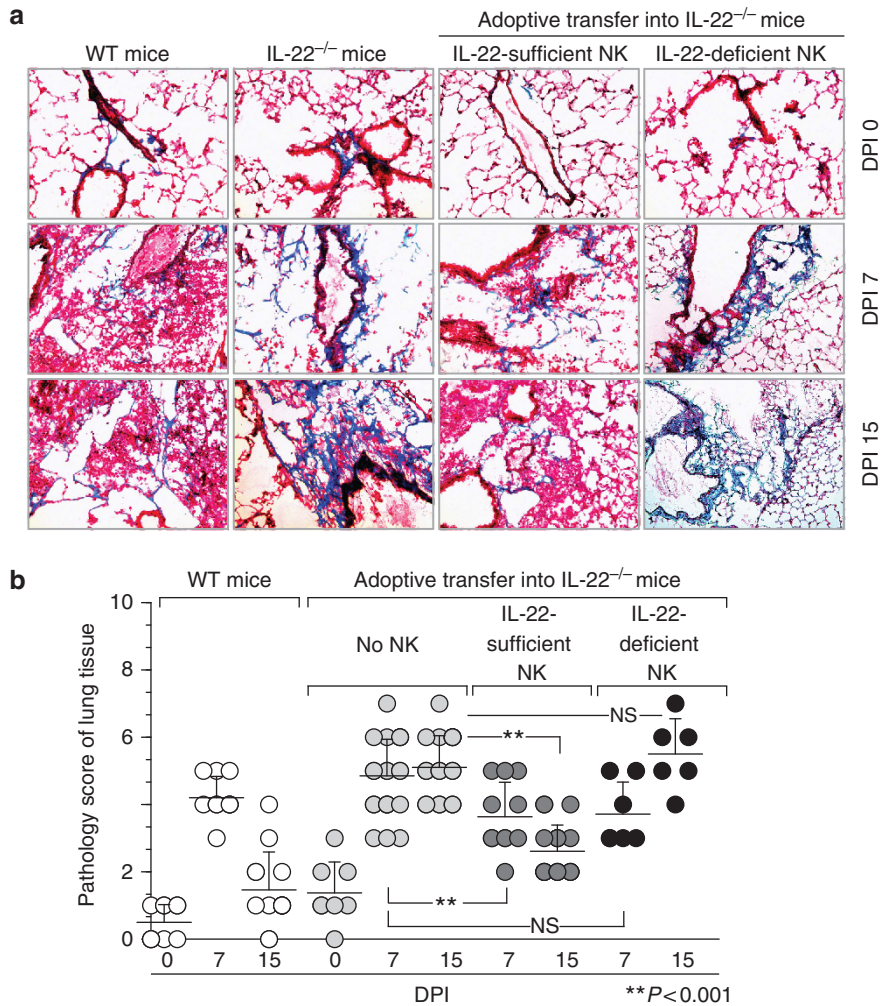 a
Adoptive transfer into IL-22⁻/⁻ mice
WT mice
IL-22⁻/⁻ mice
IL-22-sufficient NK
IL-22-deficient NK
DPI 0
DPI 7
DPI 15
b
WT mice
Adoptive transfer into IL-22⁻/⁻ mice
No NK
IL-22-
sufficient
NK
IL-22-
deficient
NK
Pathology score of lung tissue
10
8
6
2
0
NS
**
**
NS
0 7 15 0 7 15 7 15 7 15
DPI
**P<0.001